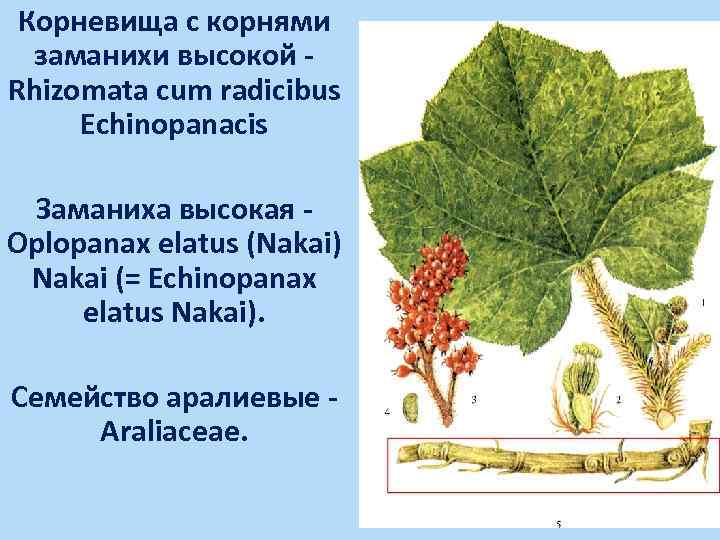 Корневища с корнями
заманихи высокой -
Rhizomata cum radicibus
Echinopanacis
Заманиха высокая -
Oplopanax elatus (Nakai)
Nakai (= Echinopanax
elatus Nakai).
Семейство аралиевые -
Araliaceae.
1
2
3
4
5